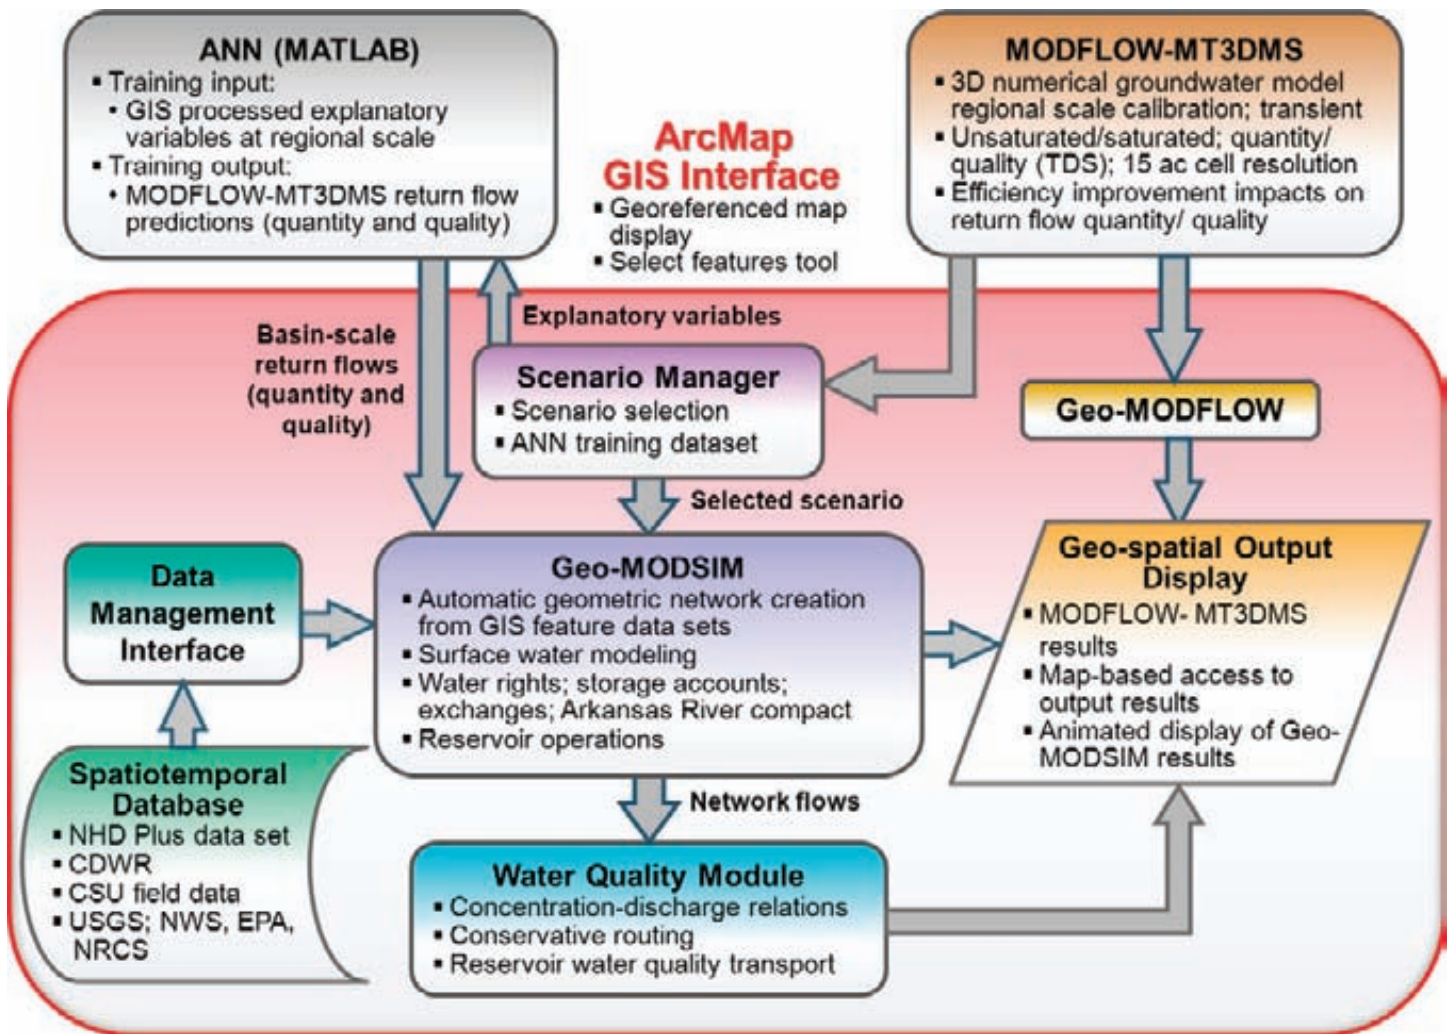 ANN (MATLAB)
▪ Training input:
• GIS processed explanatory
variables at regional scale
▪ Training output:
• MODFLOW-MT3DMS return flow
predictions (quantity and quality)
ArcMap
GIS Interface
▪ Georeferenced map
display
▪ Select features tool
MODFLOW-MT3DMS
▪ 3D numerical groundwater model
regional scale calibration; transient
▪ Unsaturated/saturated; quantity/
quality (TDS); 15 ac cell resolution
▪ Efficiency improvement impacts on
return flow quantity/ quality
Basin-scale
return flows
(quantity and
quality)
Explanatory variables
Scenario Manager
▪ Scenario selection
▪ ANN training dataset
Geo-MODFLOW
Selected scenario
Data
Management
Interface
Geo-MODSIM
▪ Automatic geometric network creation
from GIS feature data sets
▪ Surface water modeling
▪ Water rights; storage accounts;
exchanges; Arkansas River compact
▪ Reservoir operations
Geo-spatial Output
Display
▪ MODFLOW- MT3DMS
results
▪ Map-based access to
output results
▪ Animated display of Geo-
MODSIM results
Spatiotemporal
Database
▪ NHD Plus data set
▪ CDWR
▪ CSU field data
▪ USGS; NWS, EPA,
NRCS
Network flows
Water Quality Module
▪ Concentration-discharge relations
▪ Conservative routing
▪ Reservoir water quality transport